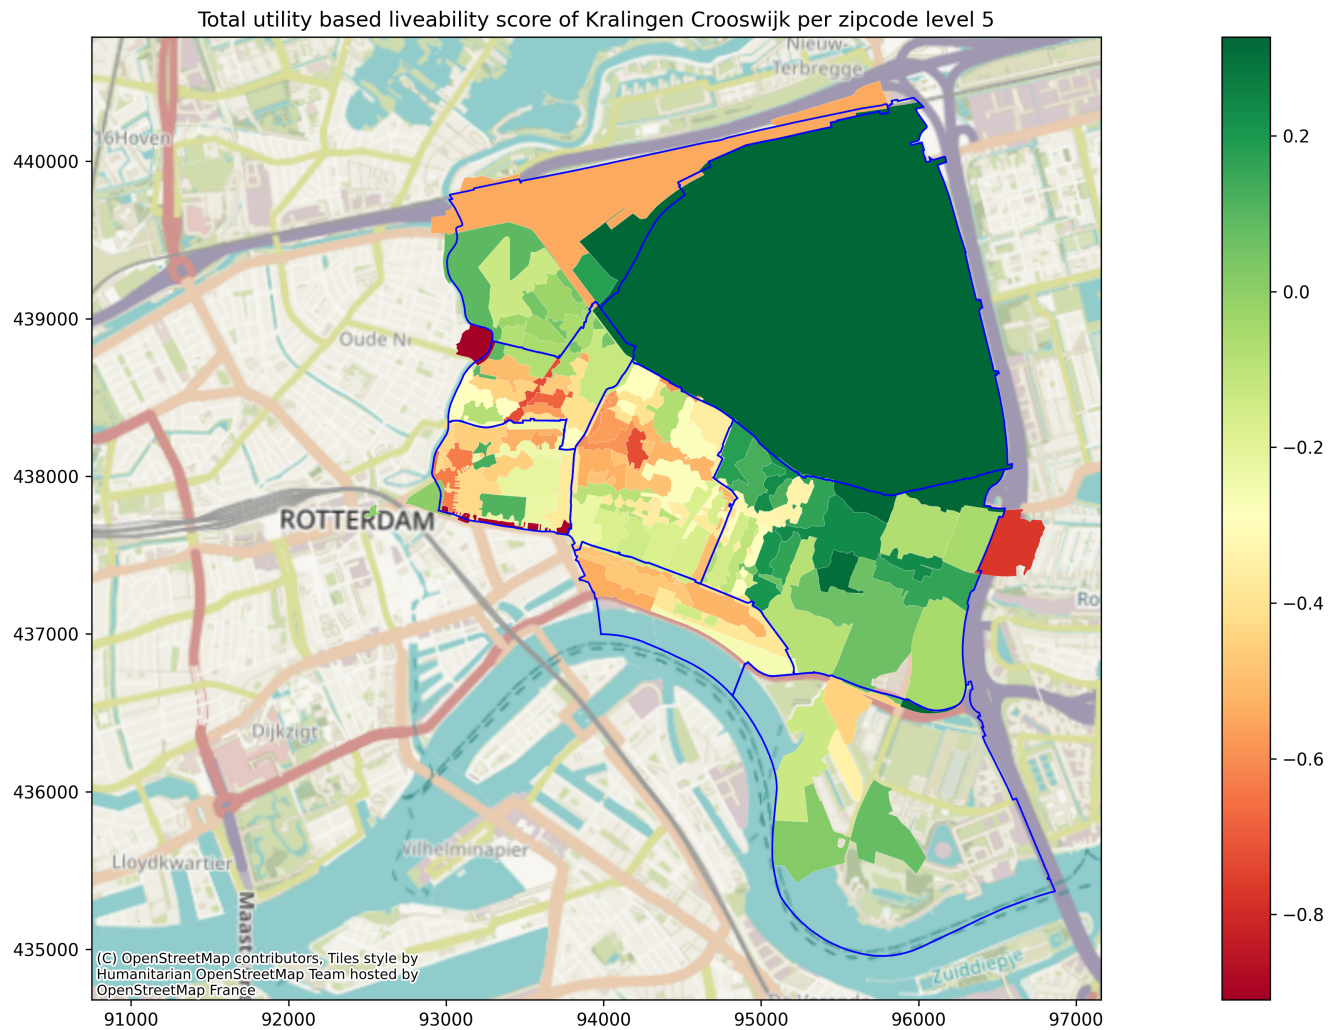 Total utility based liveability score of Kralingen Crooswijk per zipcode level 5
Nieuw-
Terbregge
16Hoven
Oude N
ROTTERDAM
Ro
Dijkzigt
Lloydkwartier
Wilhelminapier
Maast
Zuiddiepje
(C) OpenStreetMap contributors, Tiles style by
Humanitarian OpenStreetMap Team hosted by
OpenStreetMap France
440000
439000
438000
437000
436000
435000
91000
92000
93000
94000
95000
96000
97000
0.2
0.0
−0.2
−0.4
−0.6
−0.8